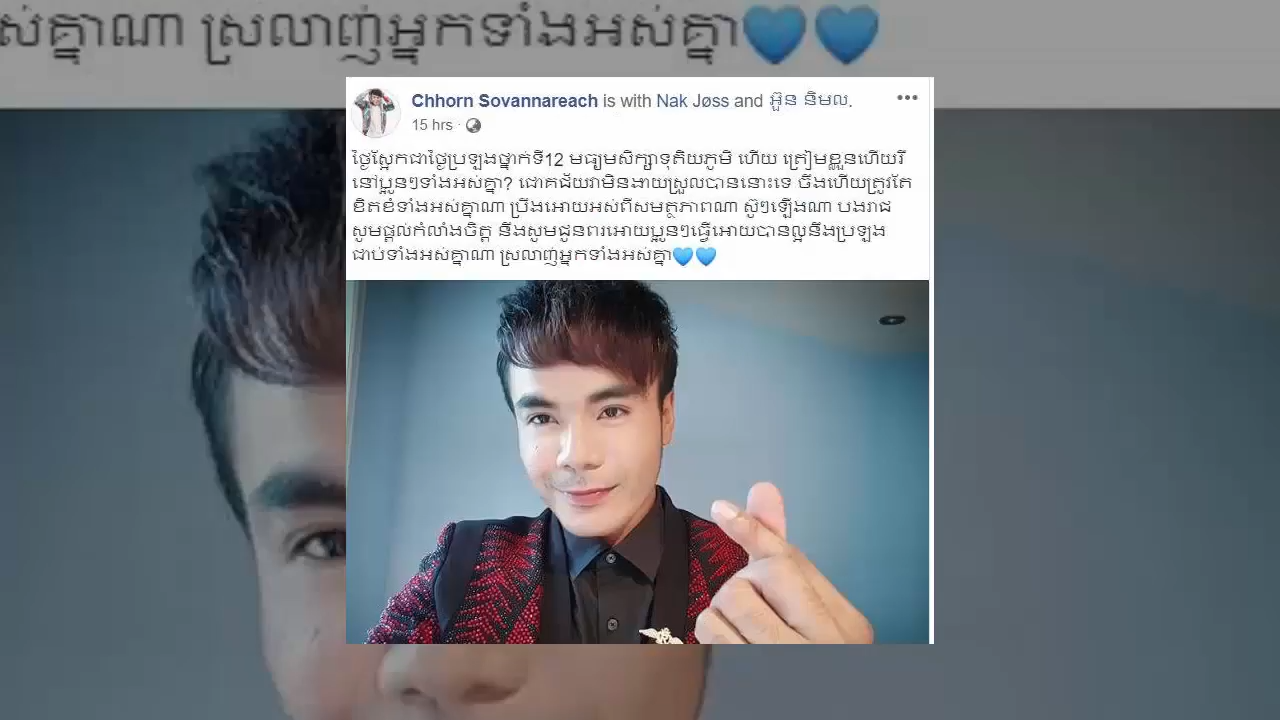 ស់គ្នាណា ស្រលាញ់អ្នកទាំងអស់គ្នា💙💙
Chhorn Sovannareach is with Nak Jøss and អ៊ួន និមល.
15 hrs ·
ថ្ងៃស្អែកជាថ្ងៃប្រឡងថ្នាក់ទី12 មធ្យមសិក្សាទុតិយភូមិ ហើយ ត្រៀមខ្លួនហើយរឺ
នៅប្អូនៗទាំងអស់គ្នា? ជោគជ័យវាមិនងាយស្រួលបាននោះទេ ចឹងហើយត្រូវតែ
ខិតខំទាំងអស់គ្នាណា ប្រឹងអោយអស់ពីសមត្ថភាពណា ស៊ូៗឡើងណា បងរាជ
សូមផ្តល់កំលាំងចិត្ត និងសូមជូនពរអោយប្អូនៗធ្វើអោយបានល្អនឹងប្រឡង
ជាប់ទាំងអស់គ្នាណា ស្រលាញ់អ្នកទាំងអស់គ្នា💙💙